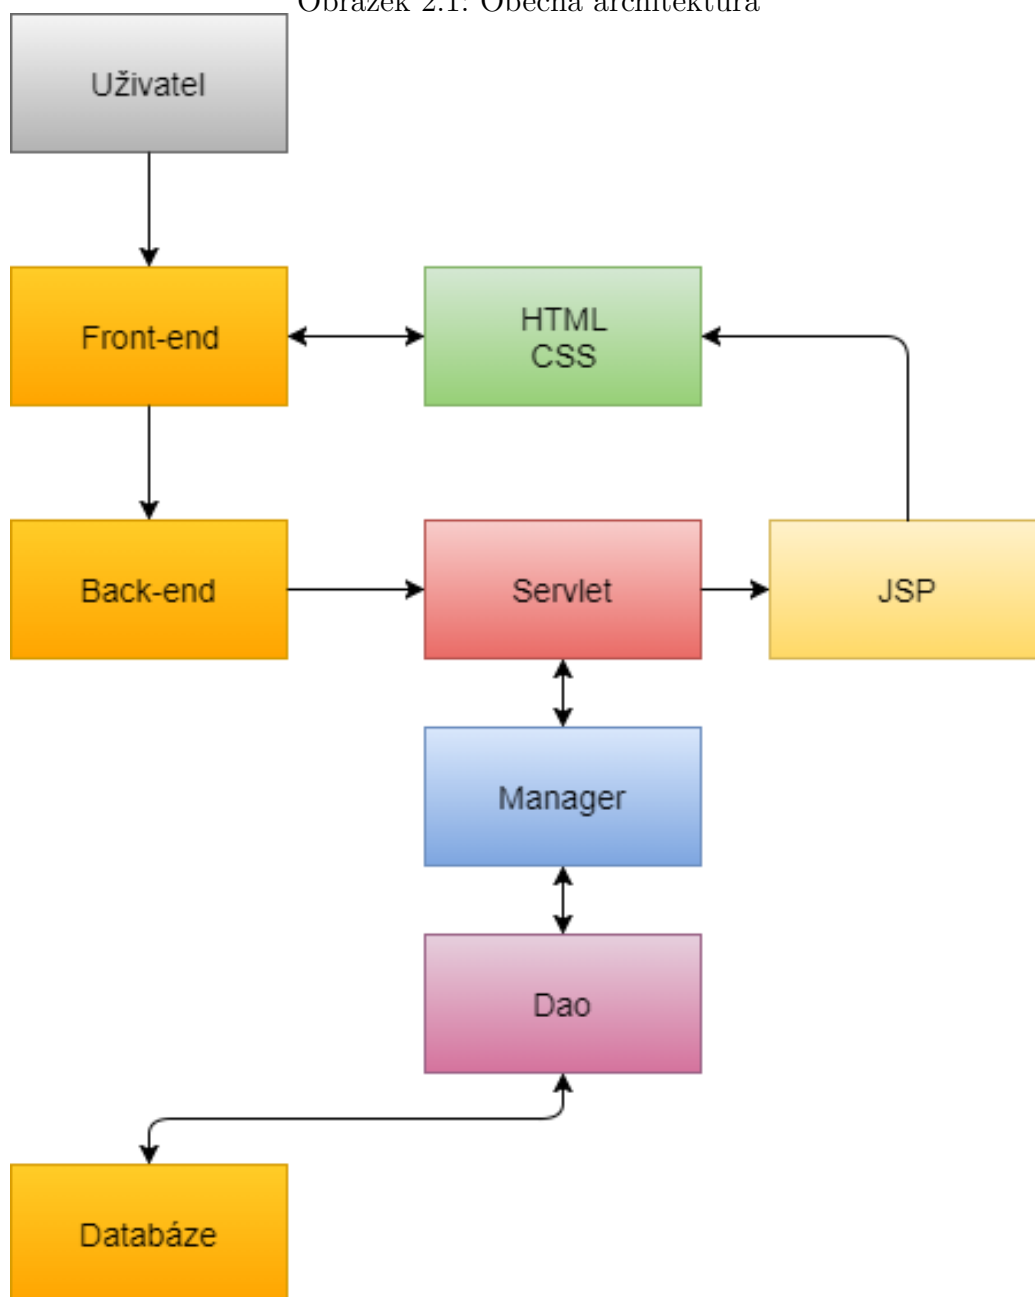 Obrázek 2.1: Obecná architektura
Uživatel
Front-end
HTML
CSS
Back-end
Servlet
JSP
Manager
Dao
Databáze